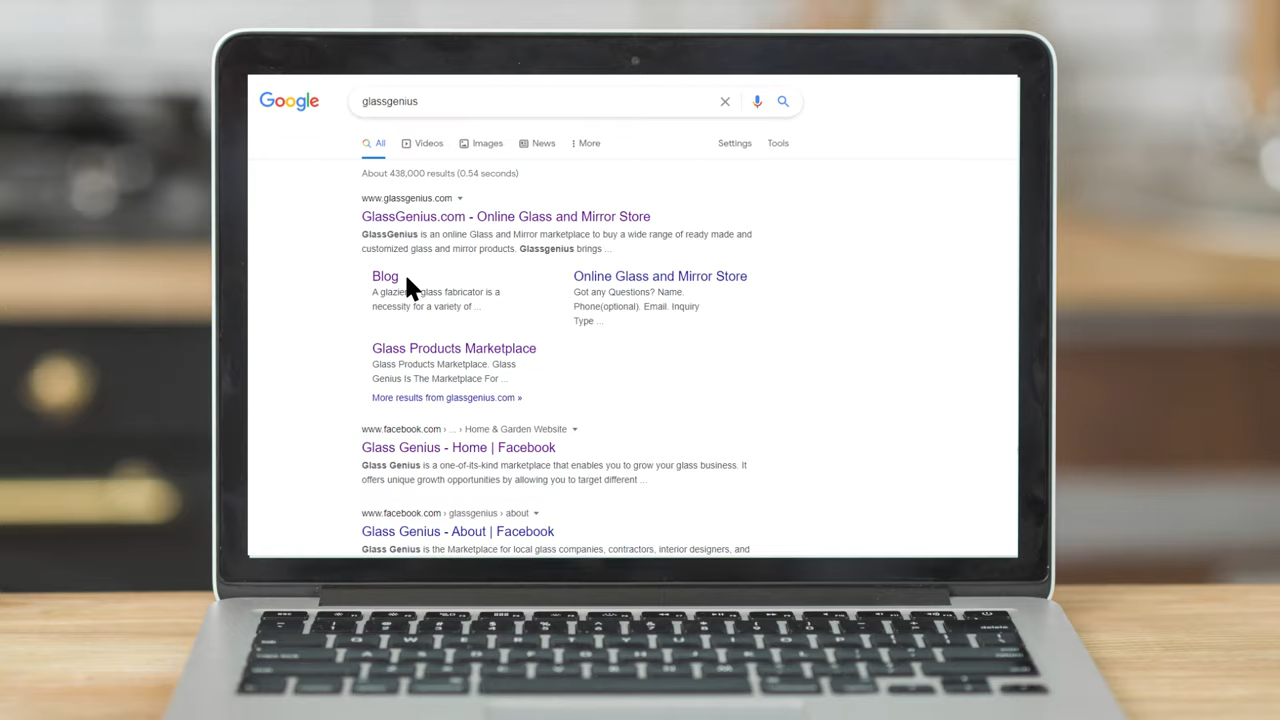 Google
glassgenius
All Videos Images News More Settings Tools
About 438,000 results (0.54 seconds)
www.glassgenius.com
GlassGenius.com - Online Glass and Mirror Store
GlassGenius is an online Glass and Mirror marketplace to buy a wide range of ready made and
customized glass and mirror products. Glassgenius brings ...
Blog
A glazie glass fabricator is a
necessity for a variety of ...
Online Glass and Mirror Store
Got any Questions? Name.
Phone(optional). Email. Inquiry
Type ...
Glass Products Marketplace
Glass Products Marketplace. Glass
Genius Is The Marketplace For ...
More results from glassgenius.com »
www.facebook.com › ... › Home & Garden Website
Glass Genius - Home | Facebook
Glass Genius is a one-of-its-kind marketplace that enables you to grow your glass business. It
offers unique growth opportunities by allowing you to target different ...
www.facebook.com › glassgenius › about
Glass Genius - About | Facebook
Glass Genius is the Marketplace for local glass companies, contractors, interior designers, and